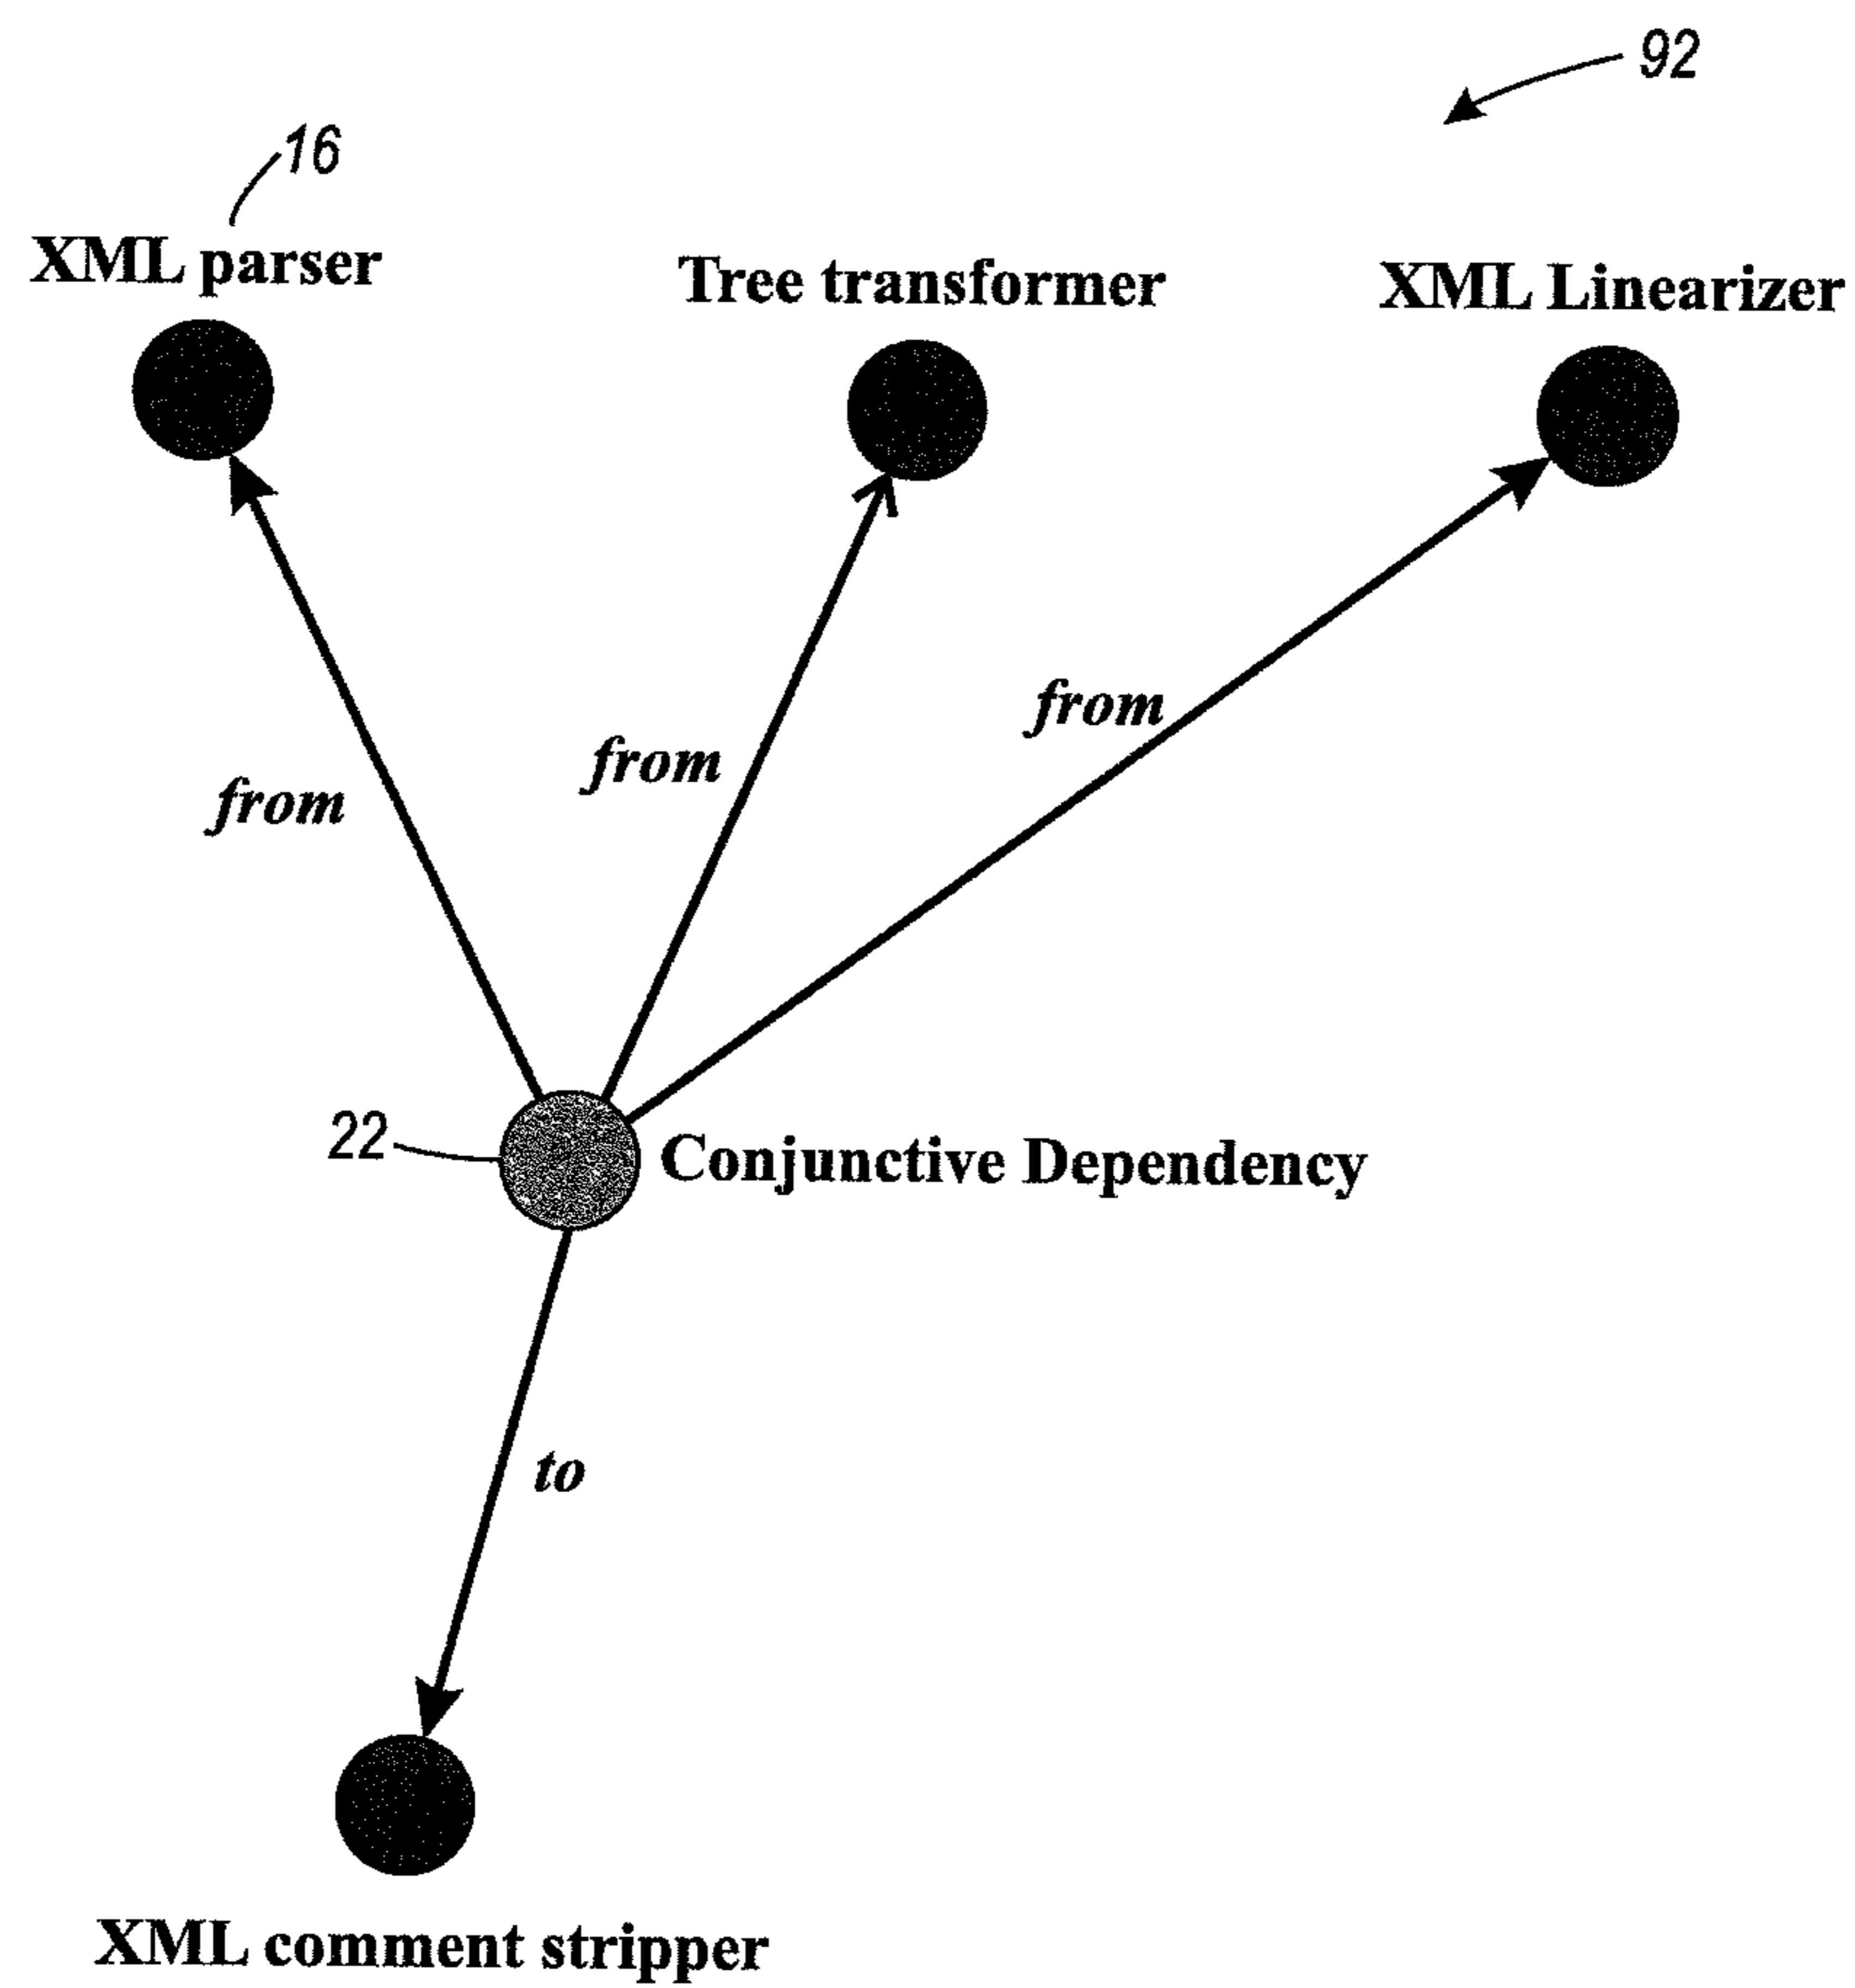 92
16
XML parser
Tree transformer
XML Linearizer
from
from
from
22
Conjunctive Dependency
to
XML comment stripper